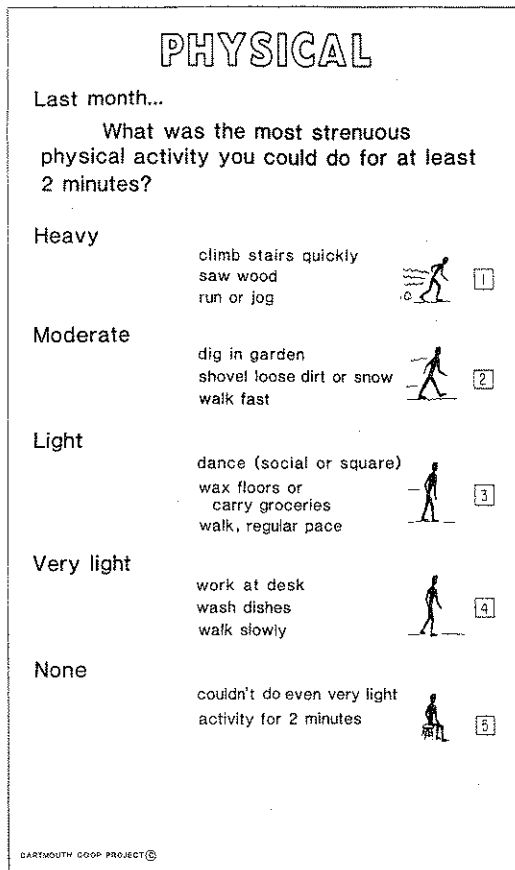 PHYSICAL
Last month...
What was the most strenuous
physical activity you could do for at least
2 minutes?
Heavy
climb stairs quickly
saw wood
run or jog
1
Moderate
dig in garden
shovel loose dirt or snow
walk fast
2
Light
dance (social or square)
wax floors or
carry groceries
walk, regular pace
3
Very light
work at desk
wash dishes
walk slowly
4
None
couldn't do even very light
activity for 2 minutes
5
DARTMOUTH COOP PROJECT©